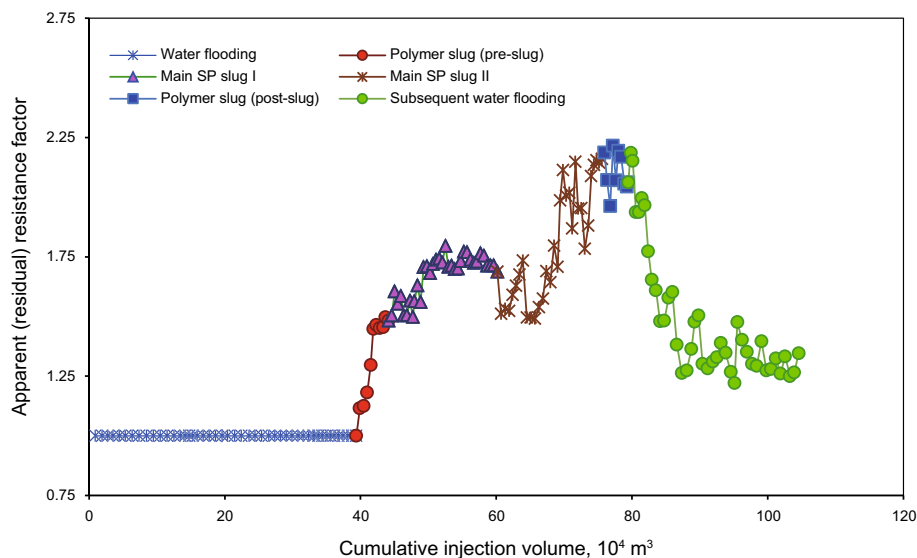 2.75
Water flooding
Polymer slug (pre-slug)
Main SP slug I
Main SP slug II
Polymer slug (post-slug)
Subsequent water flooding
2.25
1.75
1.25
0.75
Apparent (residual) resistance factor
0
20
40
60
80
100
120
Cumulative injection volume, 10⁴ m³